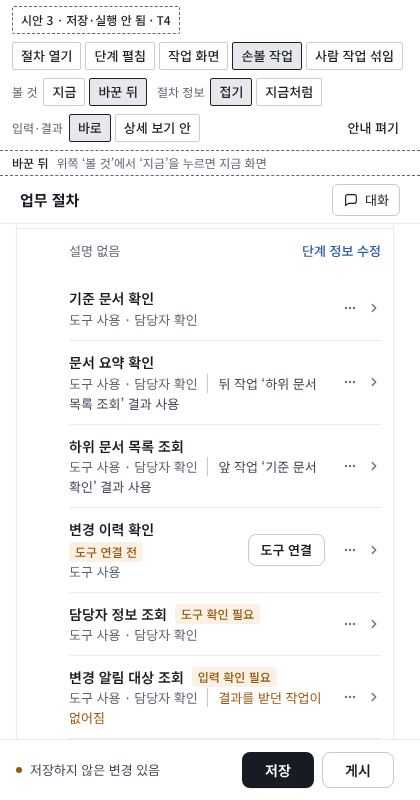 시안 3 · 저장·실행 안 됨 · T4
절차 열기 단계 펼침 작업 화면 손볼 작업 사람 작업 섞임
볼 것 지금 바꾼 뒤 절차 정보 접기 지금처럼
입력·결과 바로 상세 보기 안 안내 펴기
바꾼 뒤 위쪽 ‘볼 것’에서 ‘지금’을 누르면 지금 화면
업무 절차 대화
설명 없음 단계 정보 수정
기준 문서 확인
도구 사용 · 담당자 확인
문서 요약 확인
도구 사용 · 담당자 확인 뒤 작업 ‘하위 문서
목록 조회’ 결과 사용
하위 문서 목록 조회
도구 사용 · 담당자 확인 앞 작업 ‘기준 문서
확인’ 결과 사용
변경 이력 확인
도구 연결 전 도구 연결
도구 사용
담당자 정보 조회 도구 확인 필요
도구 사용 · 담당자 확인
변경 알림 대상 조회 입력 확인 필요
도구 사용 · 담당자 확인 결과를 받던 작업이
없어짐
저장하지 않은 변경 있음 저장 게시